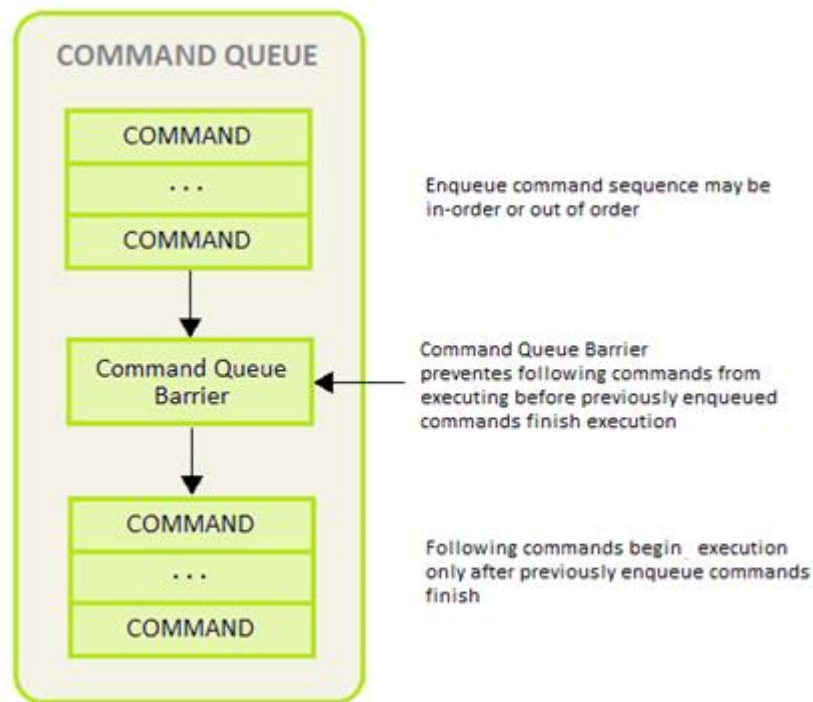 COMMAND QUEUE
COMMAND
...
COMMAND
Enqueue command sequence may be
in-order or out of order
Command Queue
Barrier
Command Queue Barrier
preventes following commands from
executing before previously enqueued
commands finish execution
COMMAND
...
COMMAND
Following commands begin execution
only after previously enqueue commands
finish